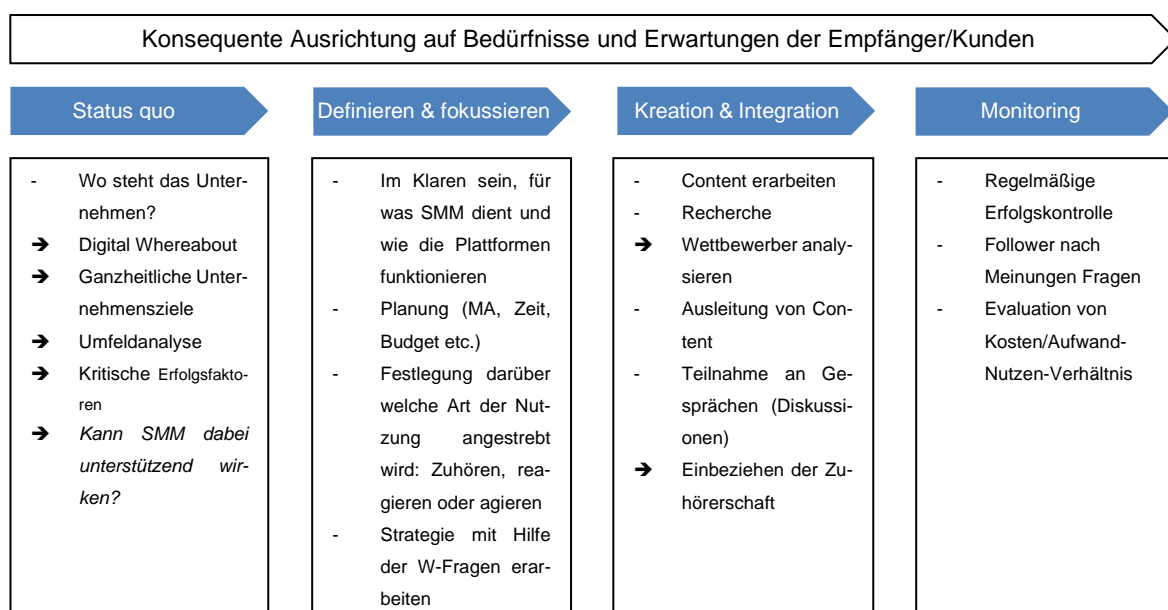 Konsequente Ausrichtung auf Bedürfnisse und Erwartungen der Empfänger/Kunden
Status quo
- Wo steht das Unter-
nehmen?
➔ Digital Whereabout
➔ Ganzheitliche Unter-
nehmensziele
➔ Umfeldanalyse
➔ Kritische Erfolgsfakto-
ren
➔ Kann SMM dabei
unterstützend wir-
ken?
Definieren & fokussieren
- Im Klaren sein, für
was SMM dient und
wie die Plattformen
funktionieren
- Planung (MA, Zeit,
Budget etc.)
- Festlegung darüber
welche Art der Nut-
zung angestrebt
wird: Zuhören, rea-
gieren oder agieren
- Strategie mit Hilfe
der W-Fragen erar-
beiten
Kreation & Integration
- Content erarbeiten
- Recherche
➔ Wettbewerber analy-
sieren
- Ausleitung von Con-
tent
- Teilnahme an Ge-
sprächen (Diskussi-
onen)
➔ Einbeziehen der Zu-
hörerschaft
Monitoring
- Regelmäßige
Erfolgskontrolle
- Follower nach
Meinungen Fragen
- Evaluation von
Kosten/Aufwand-
Nutzen-Verhältnis